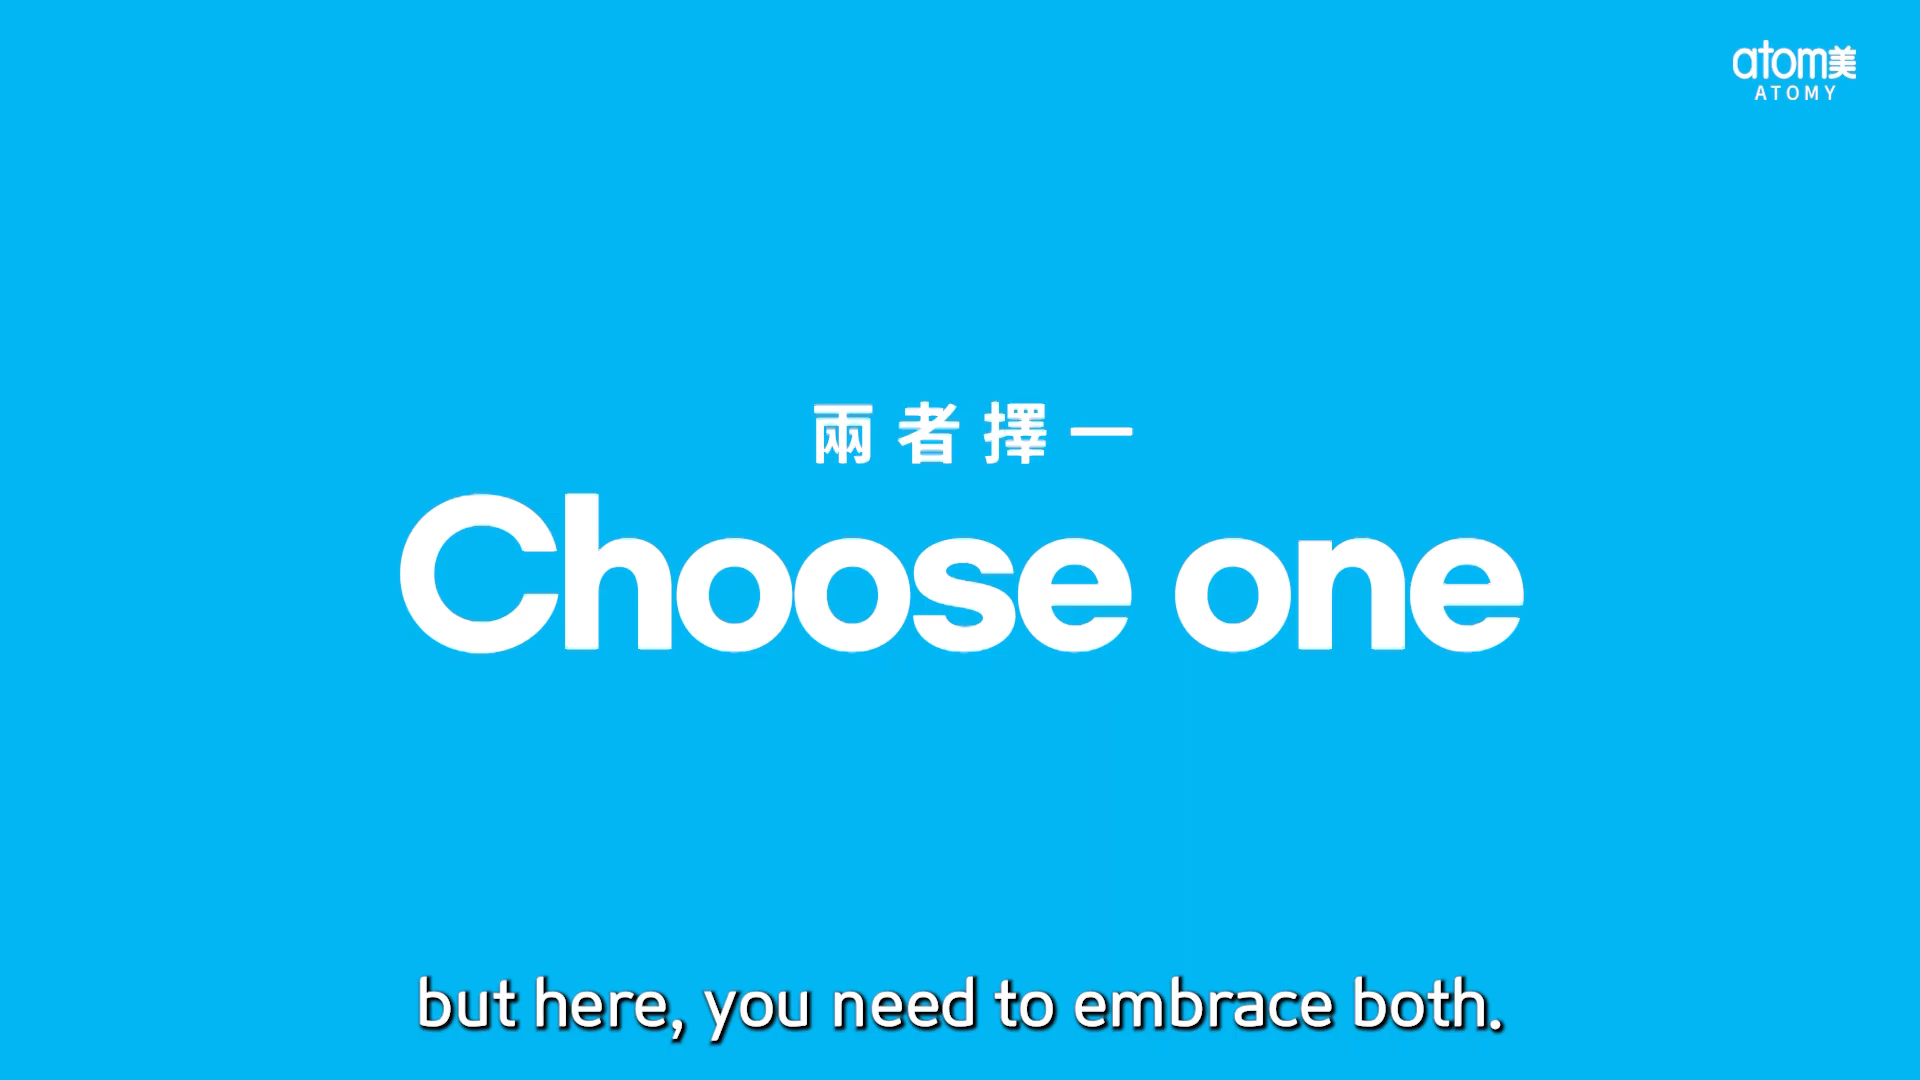 atom美
ATOMY
兩者擇一
Choose one
but here, you need to embrace both.